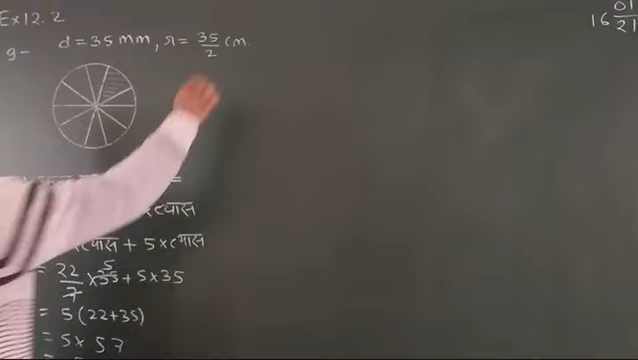 Ex 12.2
9- d = 35 mm, r = 35/2 cm.
16 01/21
=
×व्यास
व्यास + 5×व्यास
= 22/7 × 35 5 + 5×35
= 5(22+35)
= 5 × 57